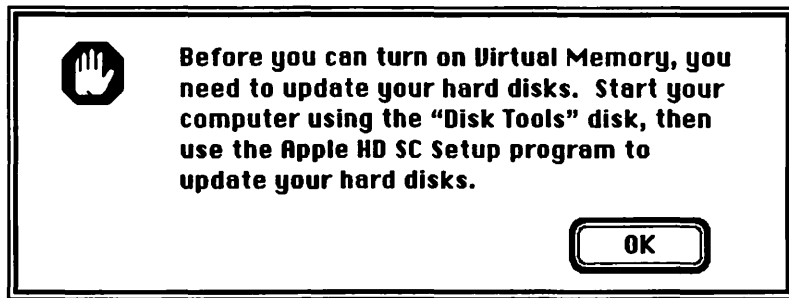 Before you can turn on Virtual Memory, you
need to update your hard disks.  Start your
computer using the “Disk Tools” disk, then
use the Apple HD SC Setup program to
update your hard disks.
OK